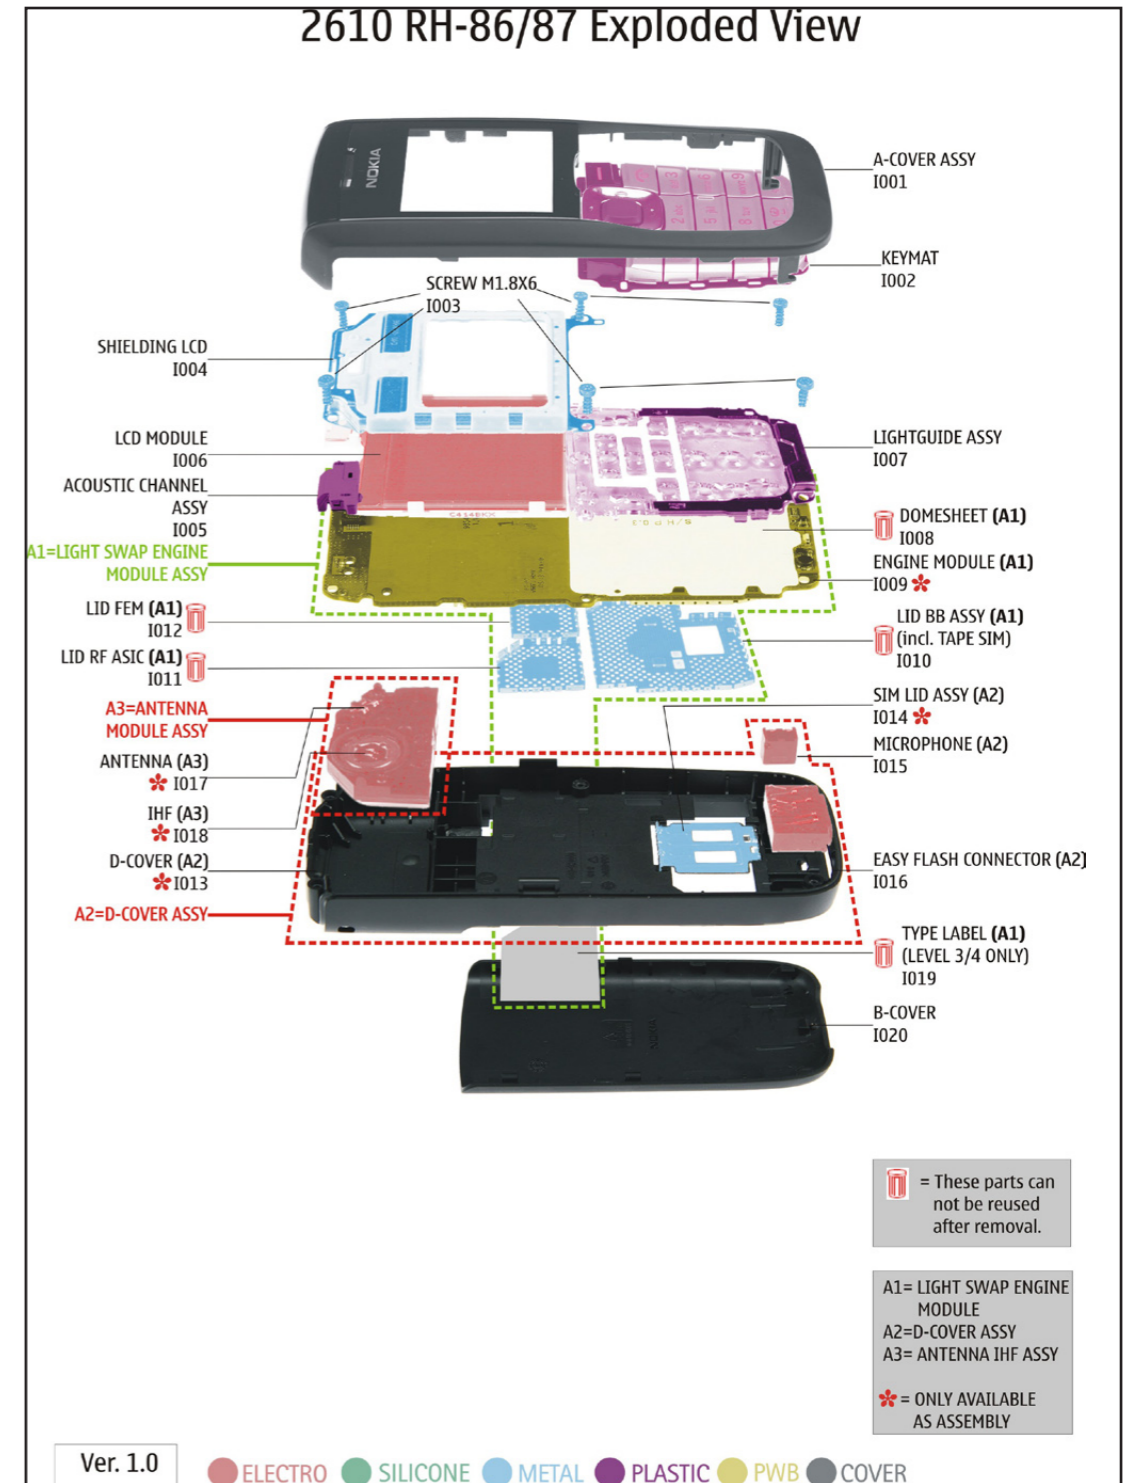 2610 RH-86/87 Exploded View
NOKIA
A-COVER ASSY
I001
KEYMAT
I002
SCREW M1.8X6
I003
SHIELDING LCD
I004
LCD MODULE
I006
LIGHTGUIDE ASSY
I007
ACOUSTIC CHANNEL
ASSY
I005
DOMESHEET (A1)
I008
A1=LIGHT SWAP ENGINE
MODULE ASSY
ENGINE MODULE (A1)
I009
LID FEM (A1)
I012
LID BB ASSY (A1)
(incl. TAPE SIM)
I010
LID RF ASIC (A1)
I011
A3=ANTENNA
MODULE ASSY
SIM LID ASSY (A2)
I014
MICROPHONE (A2)
I015
ANTENNA (A3)
I017
IHF (A3)
I018
D-COVER (A2)
I013
EASY FLASH CONNECTOR (A2)
I016
A2=D-COVER ASSY
TYPE LABEL (A1)
(LEVEL 3/4 ONLY)
I019
B-COVER
I020
= These parts can
not be reused
after removal.
A1= LIGHT SWAP ENGINE
MODULE
A2=D-COVER ASSY
A3= ANTENNA IHF ASSY
= ONLY AVAILABLE
AS ASSEMBLY
Ver. 1.0
ELECTRO SILICONE METAL PLASTIC PWB COVER